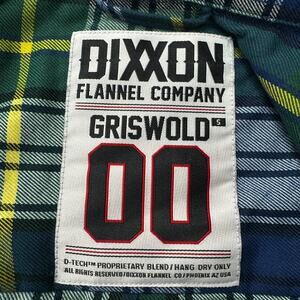 DIXXON
FLANNEL COMPANY
GRISWOLD S
00
D-TECH™ PROPRIETARY BLEND / HANG DRY ONLY
ALL RIGHTS RESERVED / DIXXON FLANNEL CO / PHOENIX AZ USA